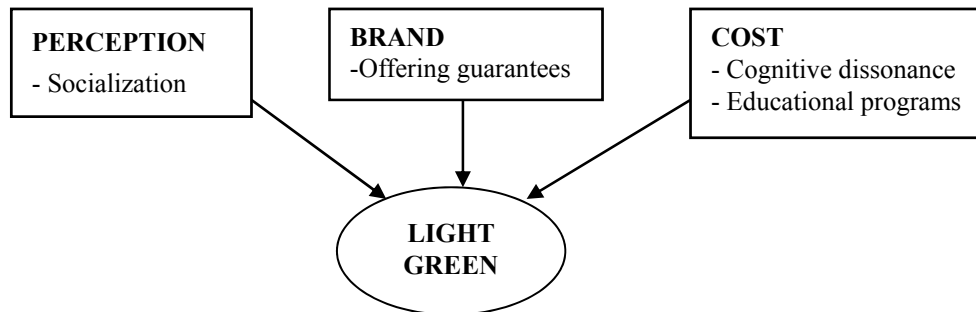 PERCEPTION
- Socialization
BRAND
-Offering guarantees
COST
- Cognitive dissonance
- Educational programs
LIGHT
GREEN